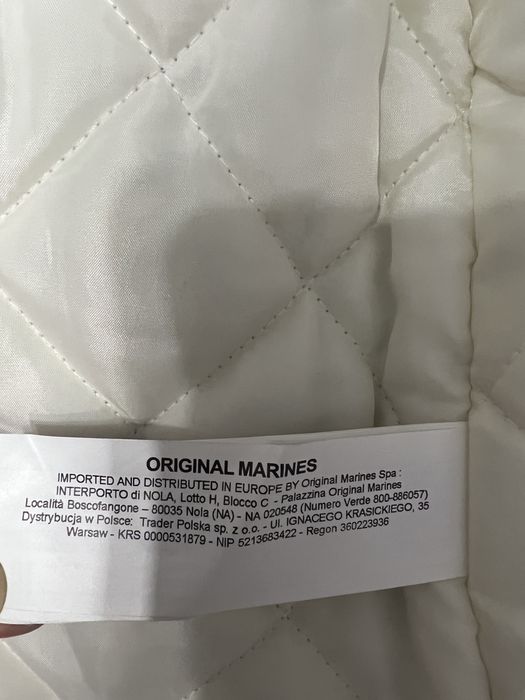 ORIGINAL MARINES
IMPORTED AND DISTRIBUTED IN EUROPE BY Original Marines Spa :
INTERPORTO di NOLA, Lotto H, Blocco C - Palazzina Original Marines
Località Boscofangone – 80035 Nola (NA) - NA 020548 (Numero Verde 800-886057)
Dystrybucja w Polsce: Trader Polska sp. z o.o. - Ul. IGNACEGO KRASICKIEGO, 35
Warsaw - KRS 0000531879 - NIP 5213683422 - Regon 360223936